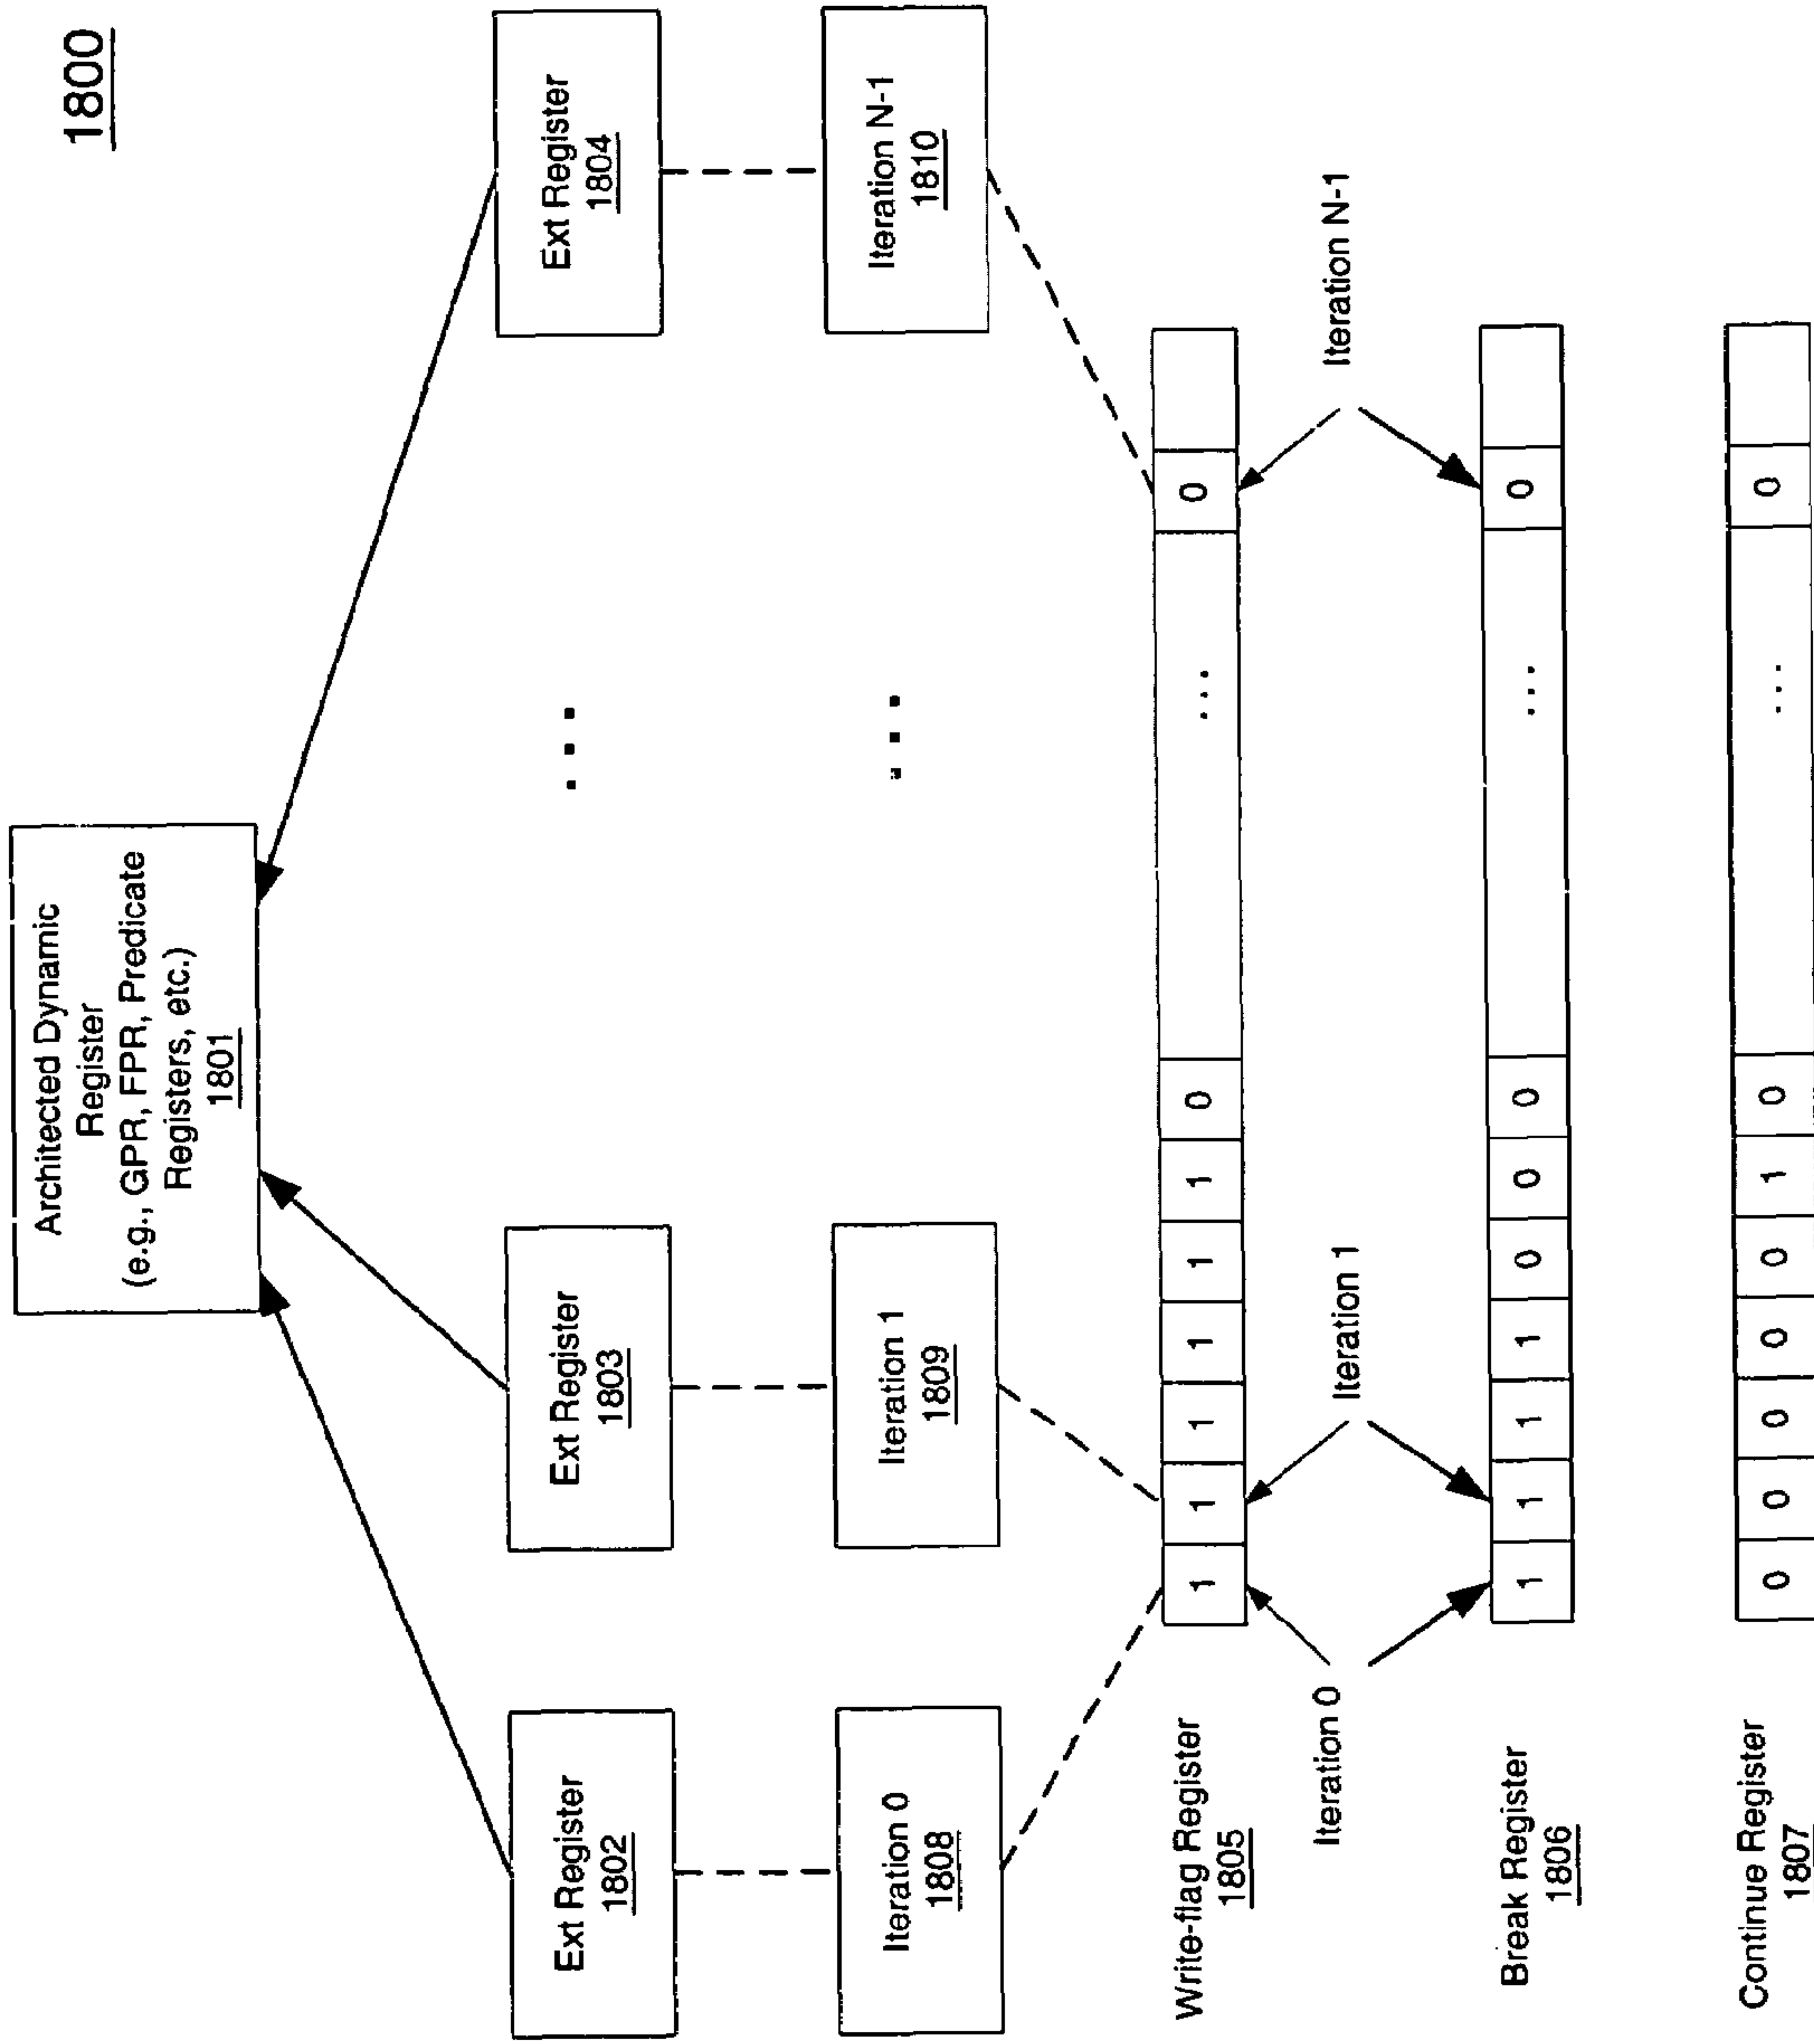 1800
Architected Dynamic
Register
(e.g., GPR, FPR, Predicate
Registers, etc.)
1801
Ext Register
1802
Ext Register
1803
...
Ext Register
1804
Iteration 0
1808
Iteration 1
1809
...
Iteration N-1
1810
Write-flag Register
1805
1 1 1 1 1 1 0 ... 0
Iteration 0
Iteration 1
Iteration N-1
Break Register
1806
1 1 1 1 0 0 0 ... 0
Continue Register
1807
0 0 0 0 0 1 0 ... 0